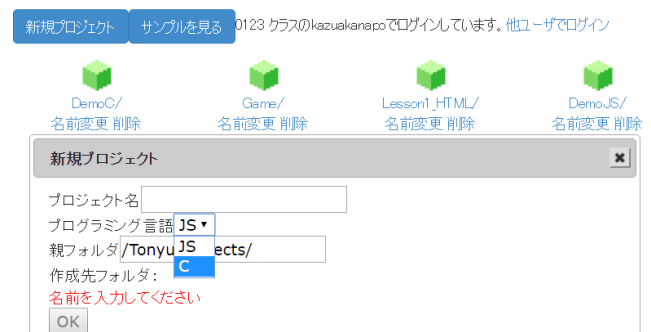 新規プロジェクト サンプルを見る 0123 クラスのkazuakanapoでログインしています。他ユーザでログイン
DemoC/ Game/ Lesson1_HTML/ DemoJS/
名前変更 削除 名前変更 削除 名前変更 削除 名前変更 削除
新規プロジェクト
プロジェクト名
プログラミング言語 JS
JS
親フォルダ /Tonyu ects/
C
作成先フォルダ:
名前を入力してください
OK